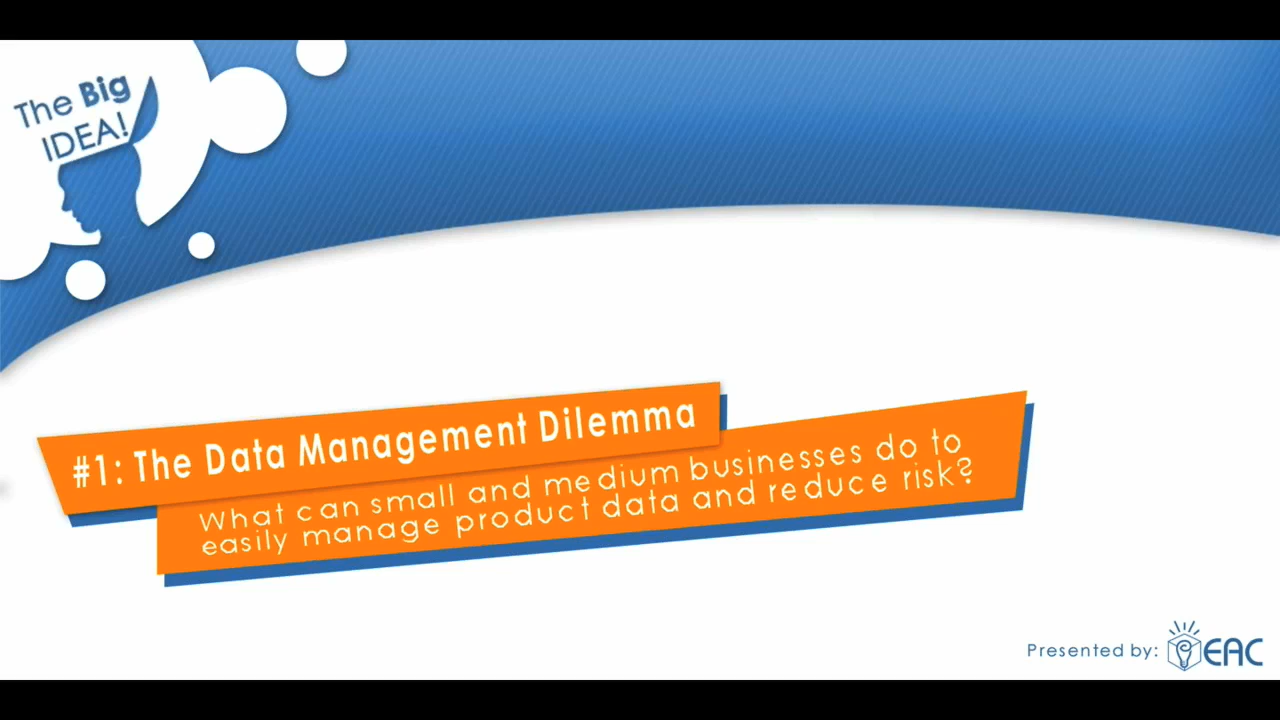 The Big
IDEA!
#1: The Data Management Dilemma
What can small and medium businesses do to
easily manage product data and reduce risk?
Presented by: EAC